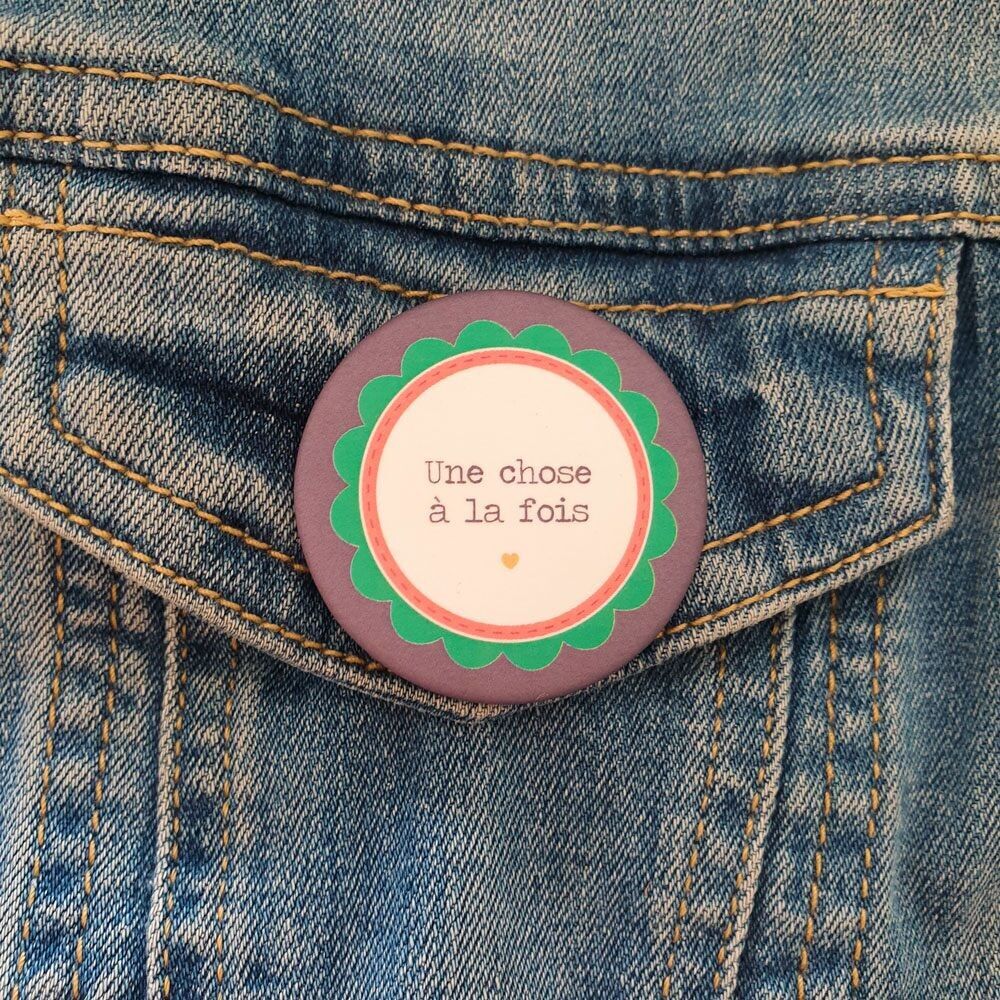 Une chose
à la fois